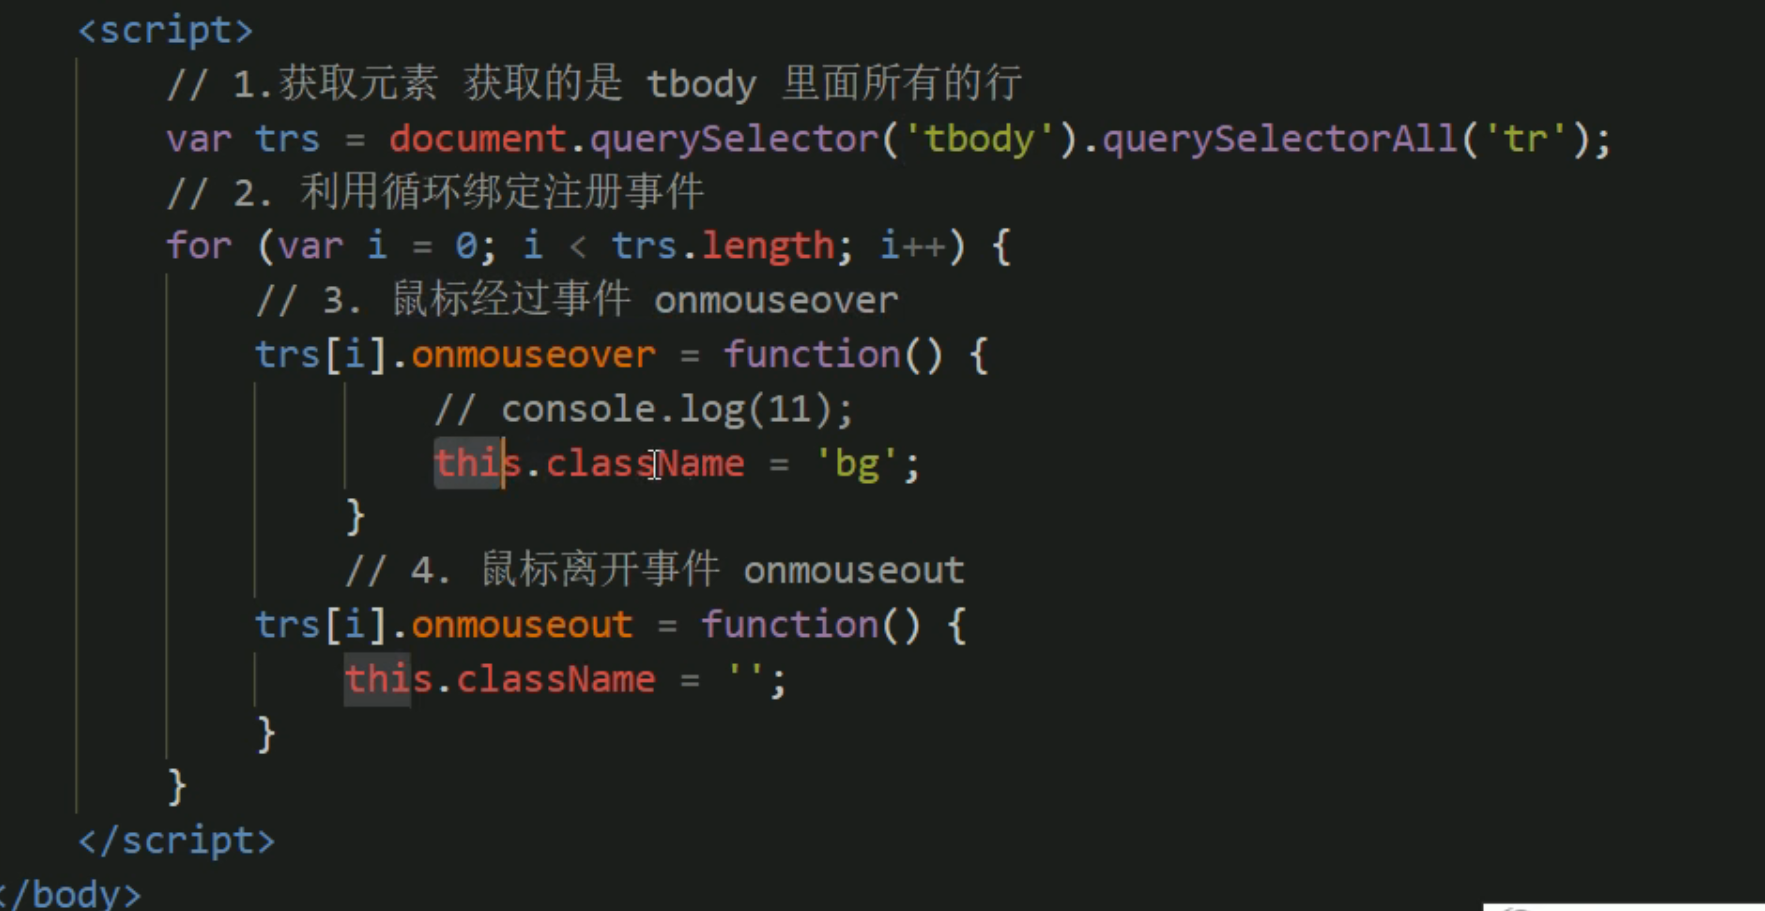 <script>
// 1.获取元素 获取的是 tbody 里面所有的行
var trs = document.querySelector('tbody').querySelectorAll('tr');
// 2. 利用循环绑定注册事件
for (var i = 0; i < trs.length; i++) {
// 3. 鼠标经过事件 onmouseover
trs[i].onmouseover = function() {
// console.log(11);
this.className = 'bg';
}
// 4. 鼠标离开事件 onmouseout
trs[i].onmouseout = function() {
this.className = '';
}
}
</script>
</body>